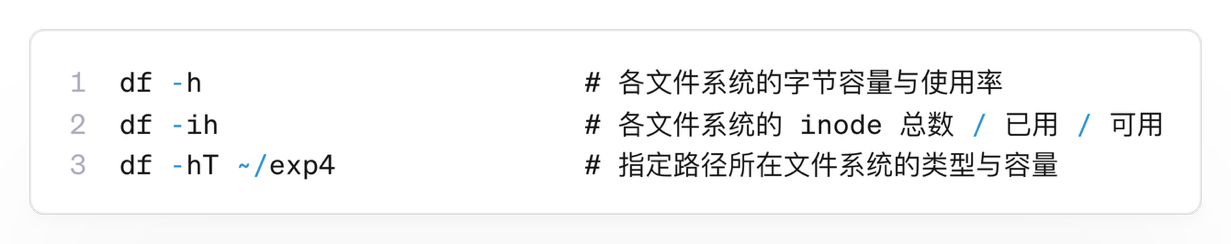 1 df -h # 各文件系统的字节容量与使用率
2 df -ih # 各文件系统的 inode 总数 / 已用 / 可用
3 df -hT ~/exp4 # 指定路径所在文件系统的类型与容量